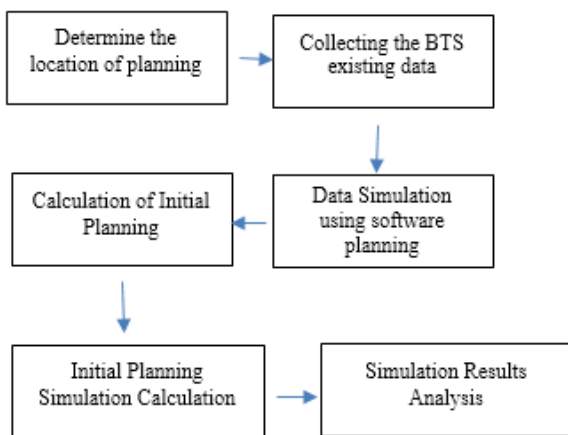 Determine the
location of planning
Collecting the BTS
existing data
Data Simulation
using software
planning
Calculation of Initial
Planning
Initial Planning
Simulation Calculation
Simulation Results
Analysis